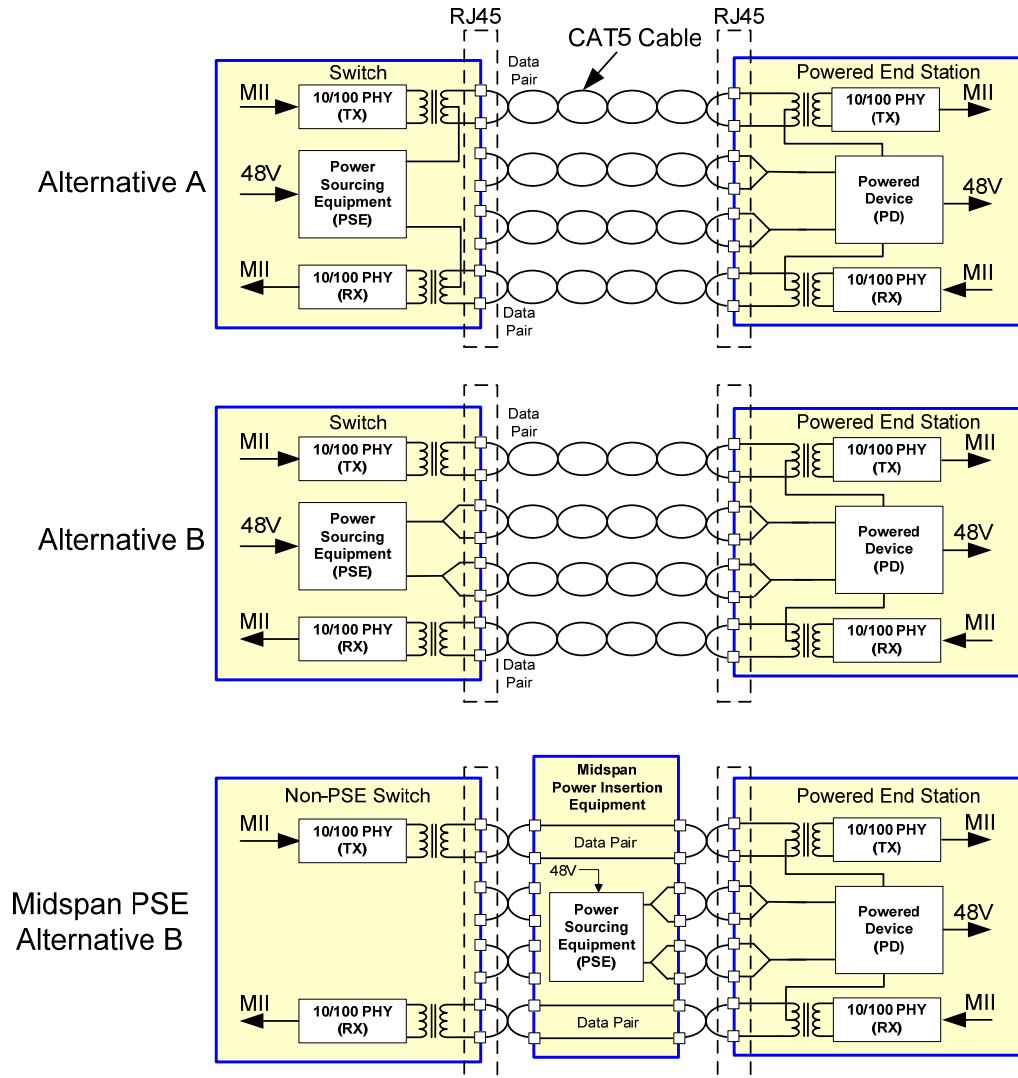 RJ45
RJ45
CAT5 Cable
Alternative A
Switch
MII
10/100 PHY
(TX)
48V
Power
Sourcing
Equipment
(PSE)
MII
10/100 PHY
(RX)
Data
Pair
Data
Pair
Powered End Station
10/100 PHY
(TX)
MII
Powered
Device
(PD)
48V
10/100 PHY
(RX)
MII
Alternative B
Switch
MII
10/100 PHY
(TX)
48V
Power
Sourcing
Equipment
(PSE)
MII
10/100 PHY
(RX)
Data
Pair
Data
Pair
Powered End Station
10/100 PHY
(TX)
MII
Powered
Device
(PD)
48V
10/100 PHY
(RX)
MII
Midspan PSE
Alternative B
Non-PSE Switch
MII
10/100 PHY
(TX)
MII
10/100 PHY
(RX)
Midspan
Power Insertion
Equipment
Data Pair
48V
Power
Sourcing
Equipment
(PSE)
Data Pair
Powered End Station
10/100 PHY
(TX)
MII
Powered
Device
(PD)
48V
10/100 PHY
(RX)
MII